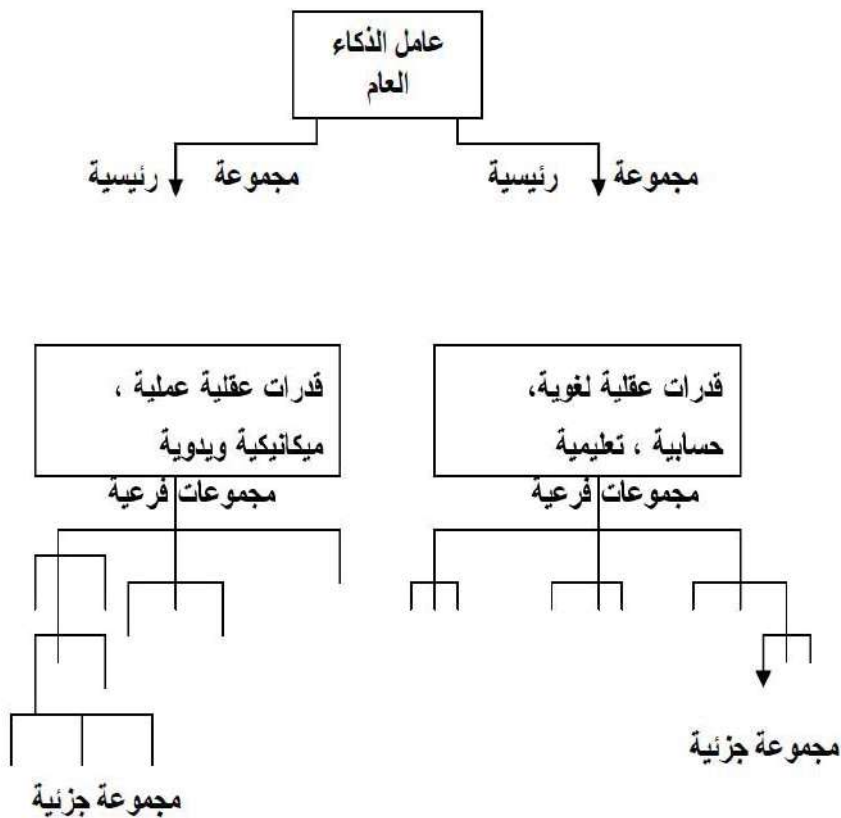 عامل الذكاء
العام
مجموعة رئيسية
مجموعة رئيسية
قدرات عقلية لغوية،
حسابية ، تعليمية
مجموعات فرعية
قدرات عقلية عملية ،
ميكانيكية ويدوية
مجموعات فرعية
مجموعة جزئية
مجموعة جزئية